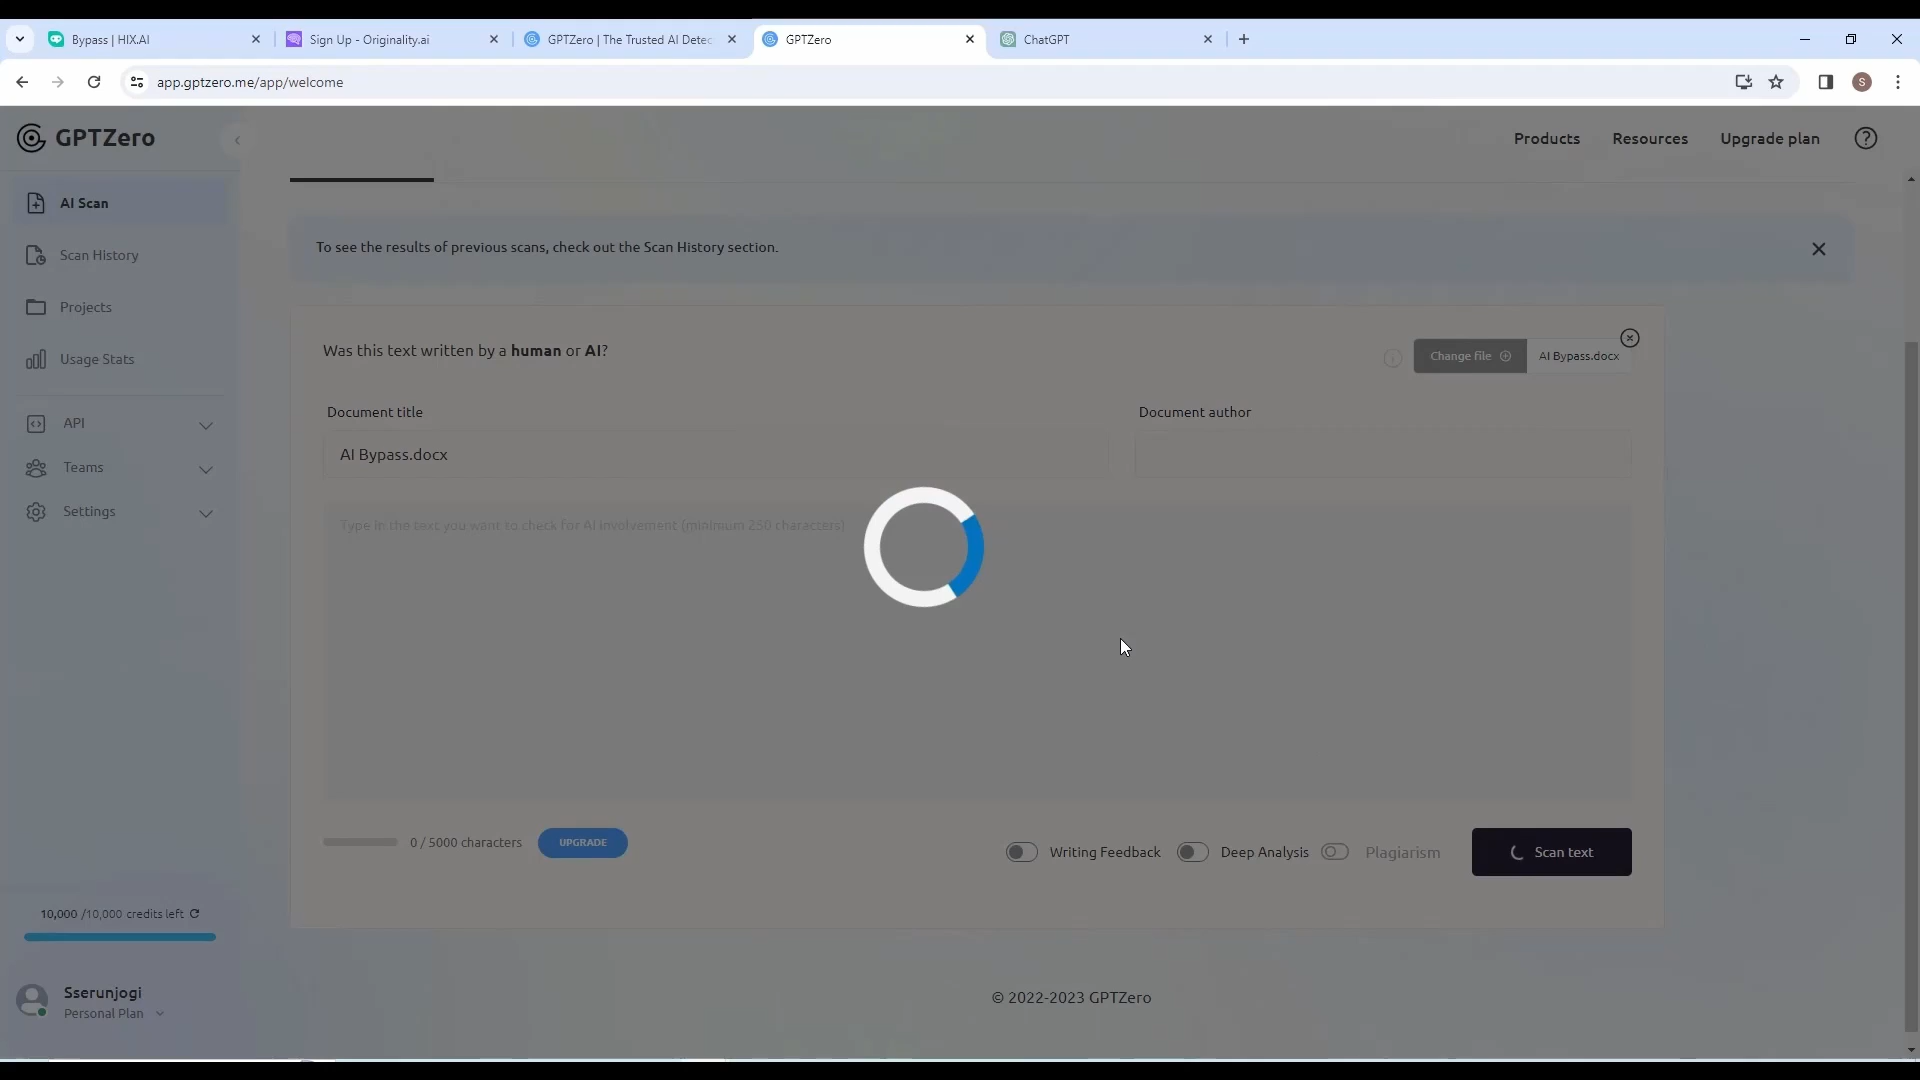 Bypass | HIX.AI
Sign Up - Originality.ai
GPTZero | The Trusted AI Detec
GPTZero
ChatGPT
app.gptzero.me/app/welcome
S
GPTZero
Products
Resources
Upgrade plan
AI Scan
Scan History
Projects
Usage Stats
API
Teams
Settings
To see the results of previous scans, check out the Scan History section.
Was this text written by a human or AI?
Change file
AI Bypass.docx
Document title
Document author
AI Bypass.docx
Type in the text you want to check for AI involvement (minimum 250 characters)
0 / 5000 characters
UPGRADE
Writing Feedback
Deep Analysis
Plagiarism
Scan text
10,000 /10,000 credits left
Sserunjogi
Personal Plan
© 2022-2023 GPTZero